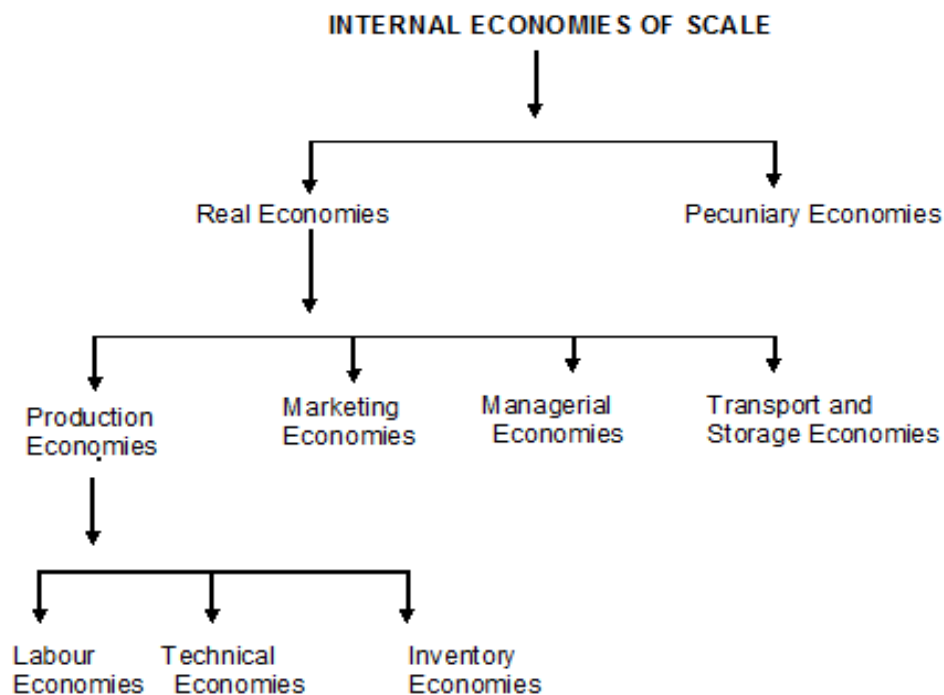 INTERNAL ECONOMIES OF SCALE
Real Economies
Pecuniary Economies
Production
Economies
Marketing
Economies
Managerial
Economies
Transport and
Storage Economies
Labour
Economies
Technical
Economies
Inventory
Economies